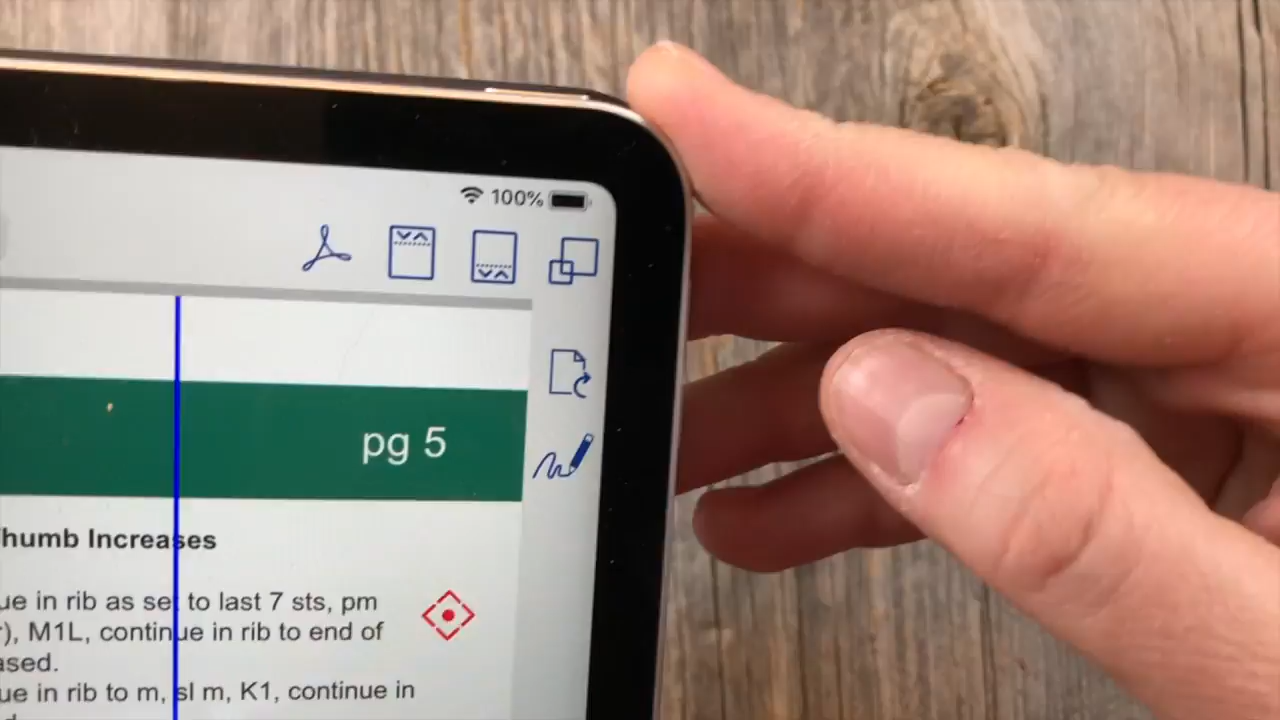 100%
pg 5
humb Increases
ue in rib as set to last 7 sts, pm
), M1L, continue in rib to end of
ased.
ue in rib to m, sl m, K1, continue in